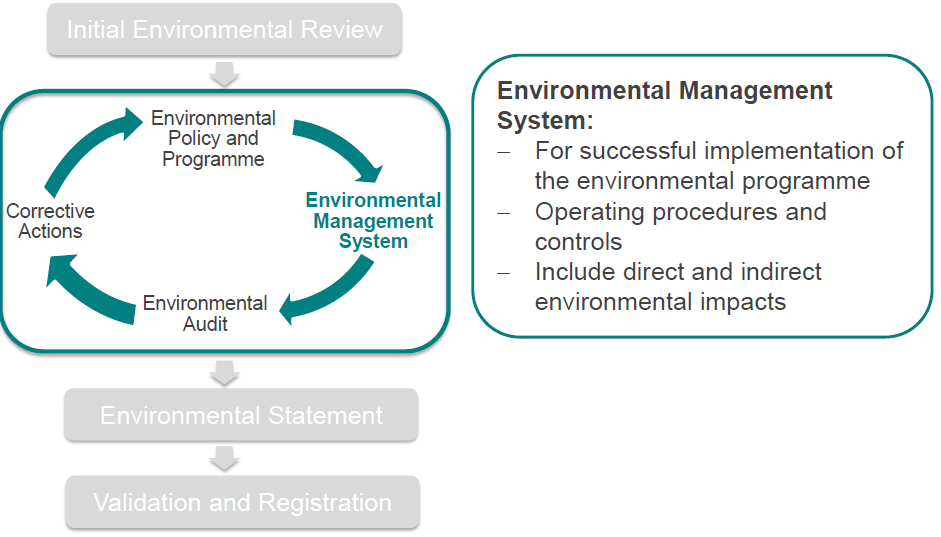 Initial Environmental Review
Environmental
Policy and
Programme
Environmental
Management
System
Environmental
Audit
Corrective
Actions
Environmental Statement
Validation and Registration
Environmental Management
System:
– For successful implementation of
the environmental programme
– Operating procedures and
controls
– Include direct and indirect
environmental impacts